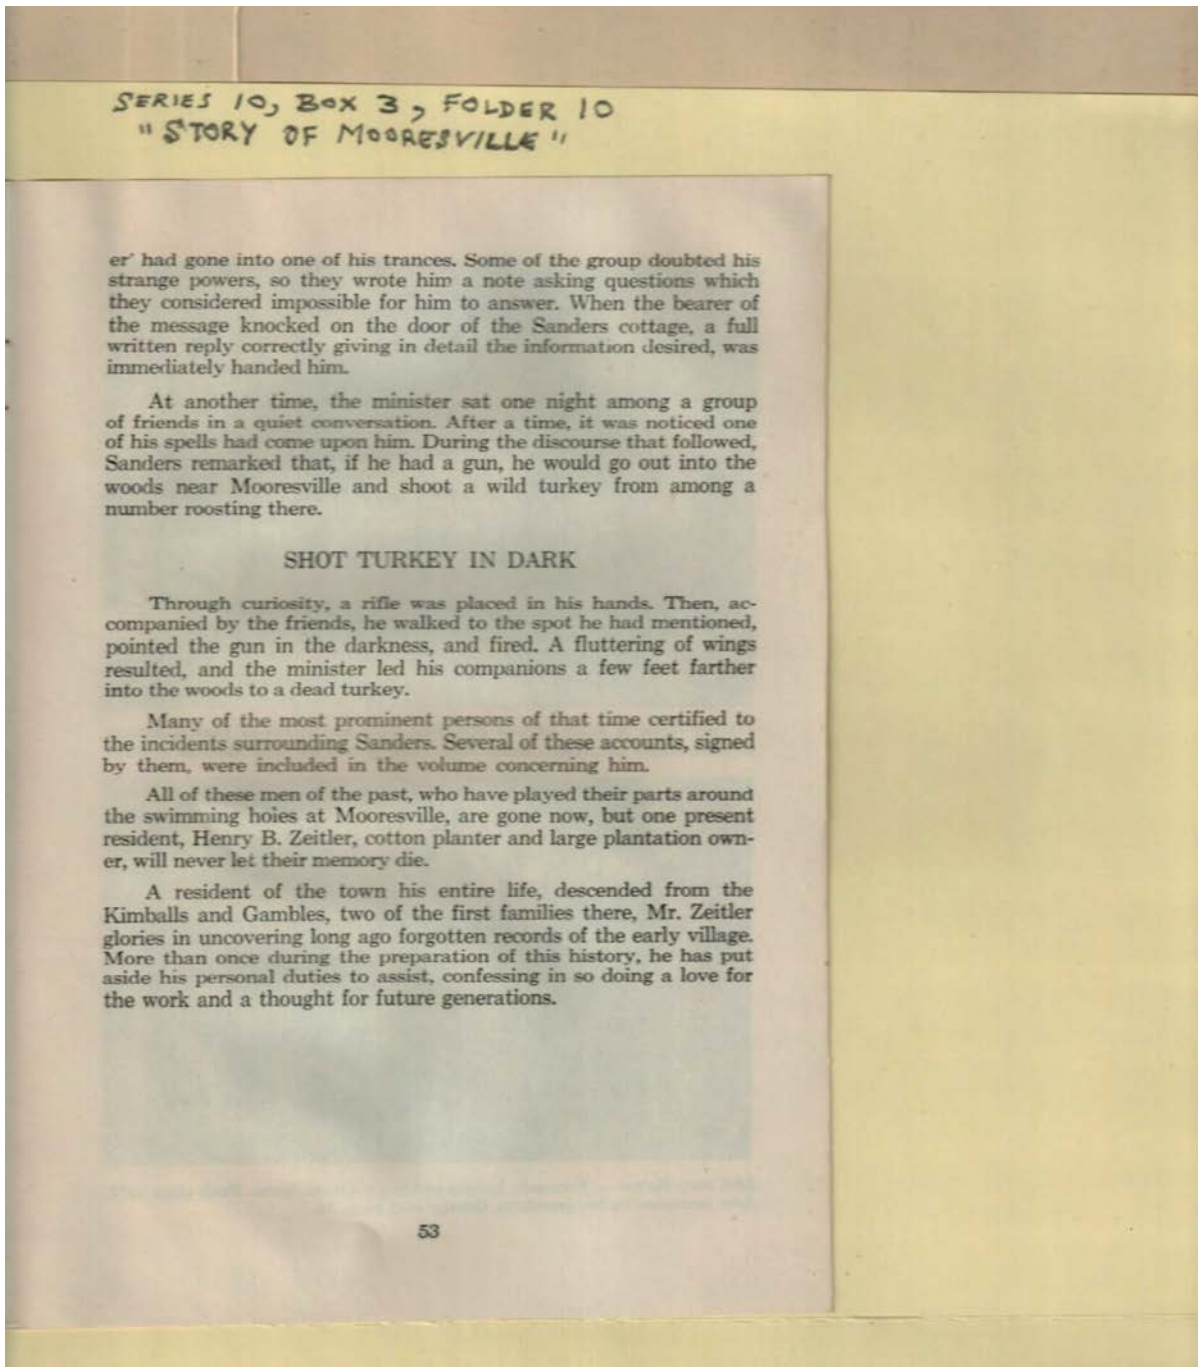 SERIES 10, BOX 3, FOLDER 10
"STORY OF MOORESVILLE"
er' had gone into one of his trances. Some of the group doubted his
strange powers, so they wrote him a note asking questions which
they considered impossible for him to answer. When the bearer of
the message knocked on the door of the Sanders cottage, a full
written reply correctly giving in detail the information desired, was
immediately handed him.
At another time, the minister sat one night among a group
of friends in a quiet conversation. After a time, it was noticed one
of his spells had come upon him. During the discourse that followed,
Sanders remarked that, if he had a gun, he would go out into the
woods near Mooresville and shoot a wild turkey from among a
number roosting there.
SHOT TURKEY IN DARK
Through curiosity, a rifle was placed in his hands. Then, ac-
companied by the friends, he walked to the spot he had mentioned,
pointed the gun in the darkness, and fired. A fluttering of wings
resulted, and the minister led his companions a few feet farther
into the woods to a dead turkey.
Many of the most prominent persons of that time certified to
the incidents surrounding Sanders. Several of these accounts, signed
by them, were included in the volume concerning him.
All of these men of the past, who have played their parts around
the swimming holes at Mooresville, are gone now, but one present
resident, Henry B. Zeitler, cotton planter and large plantation own-
er, will never let their memory die.
A resident of the town his entire life, descended from the
Kimballs and Gambles, two of the first families there, Mr. Zeitler
glories in uncovering long ago forgotten records of the early village.
More than once during the preparation of this history, he has put
aside his personal duties to assist, confessing in so doing a love for
the work and a thought for future generations.
53